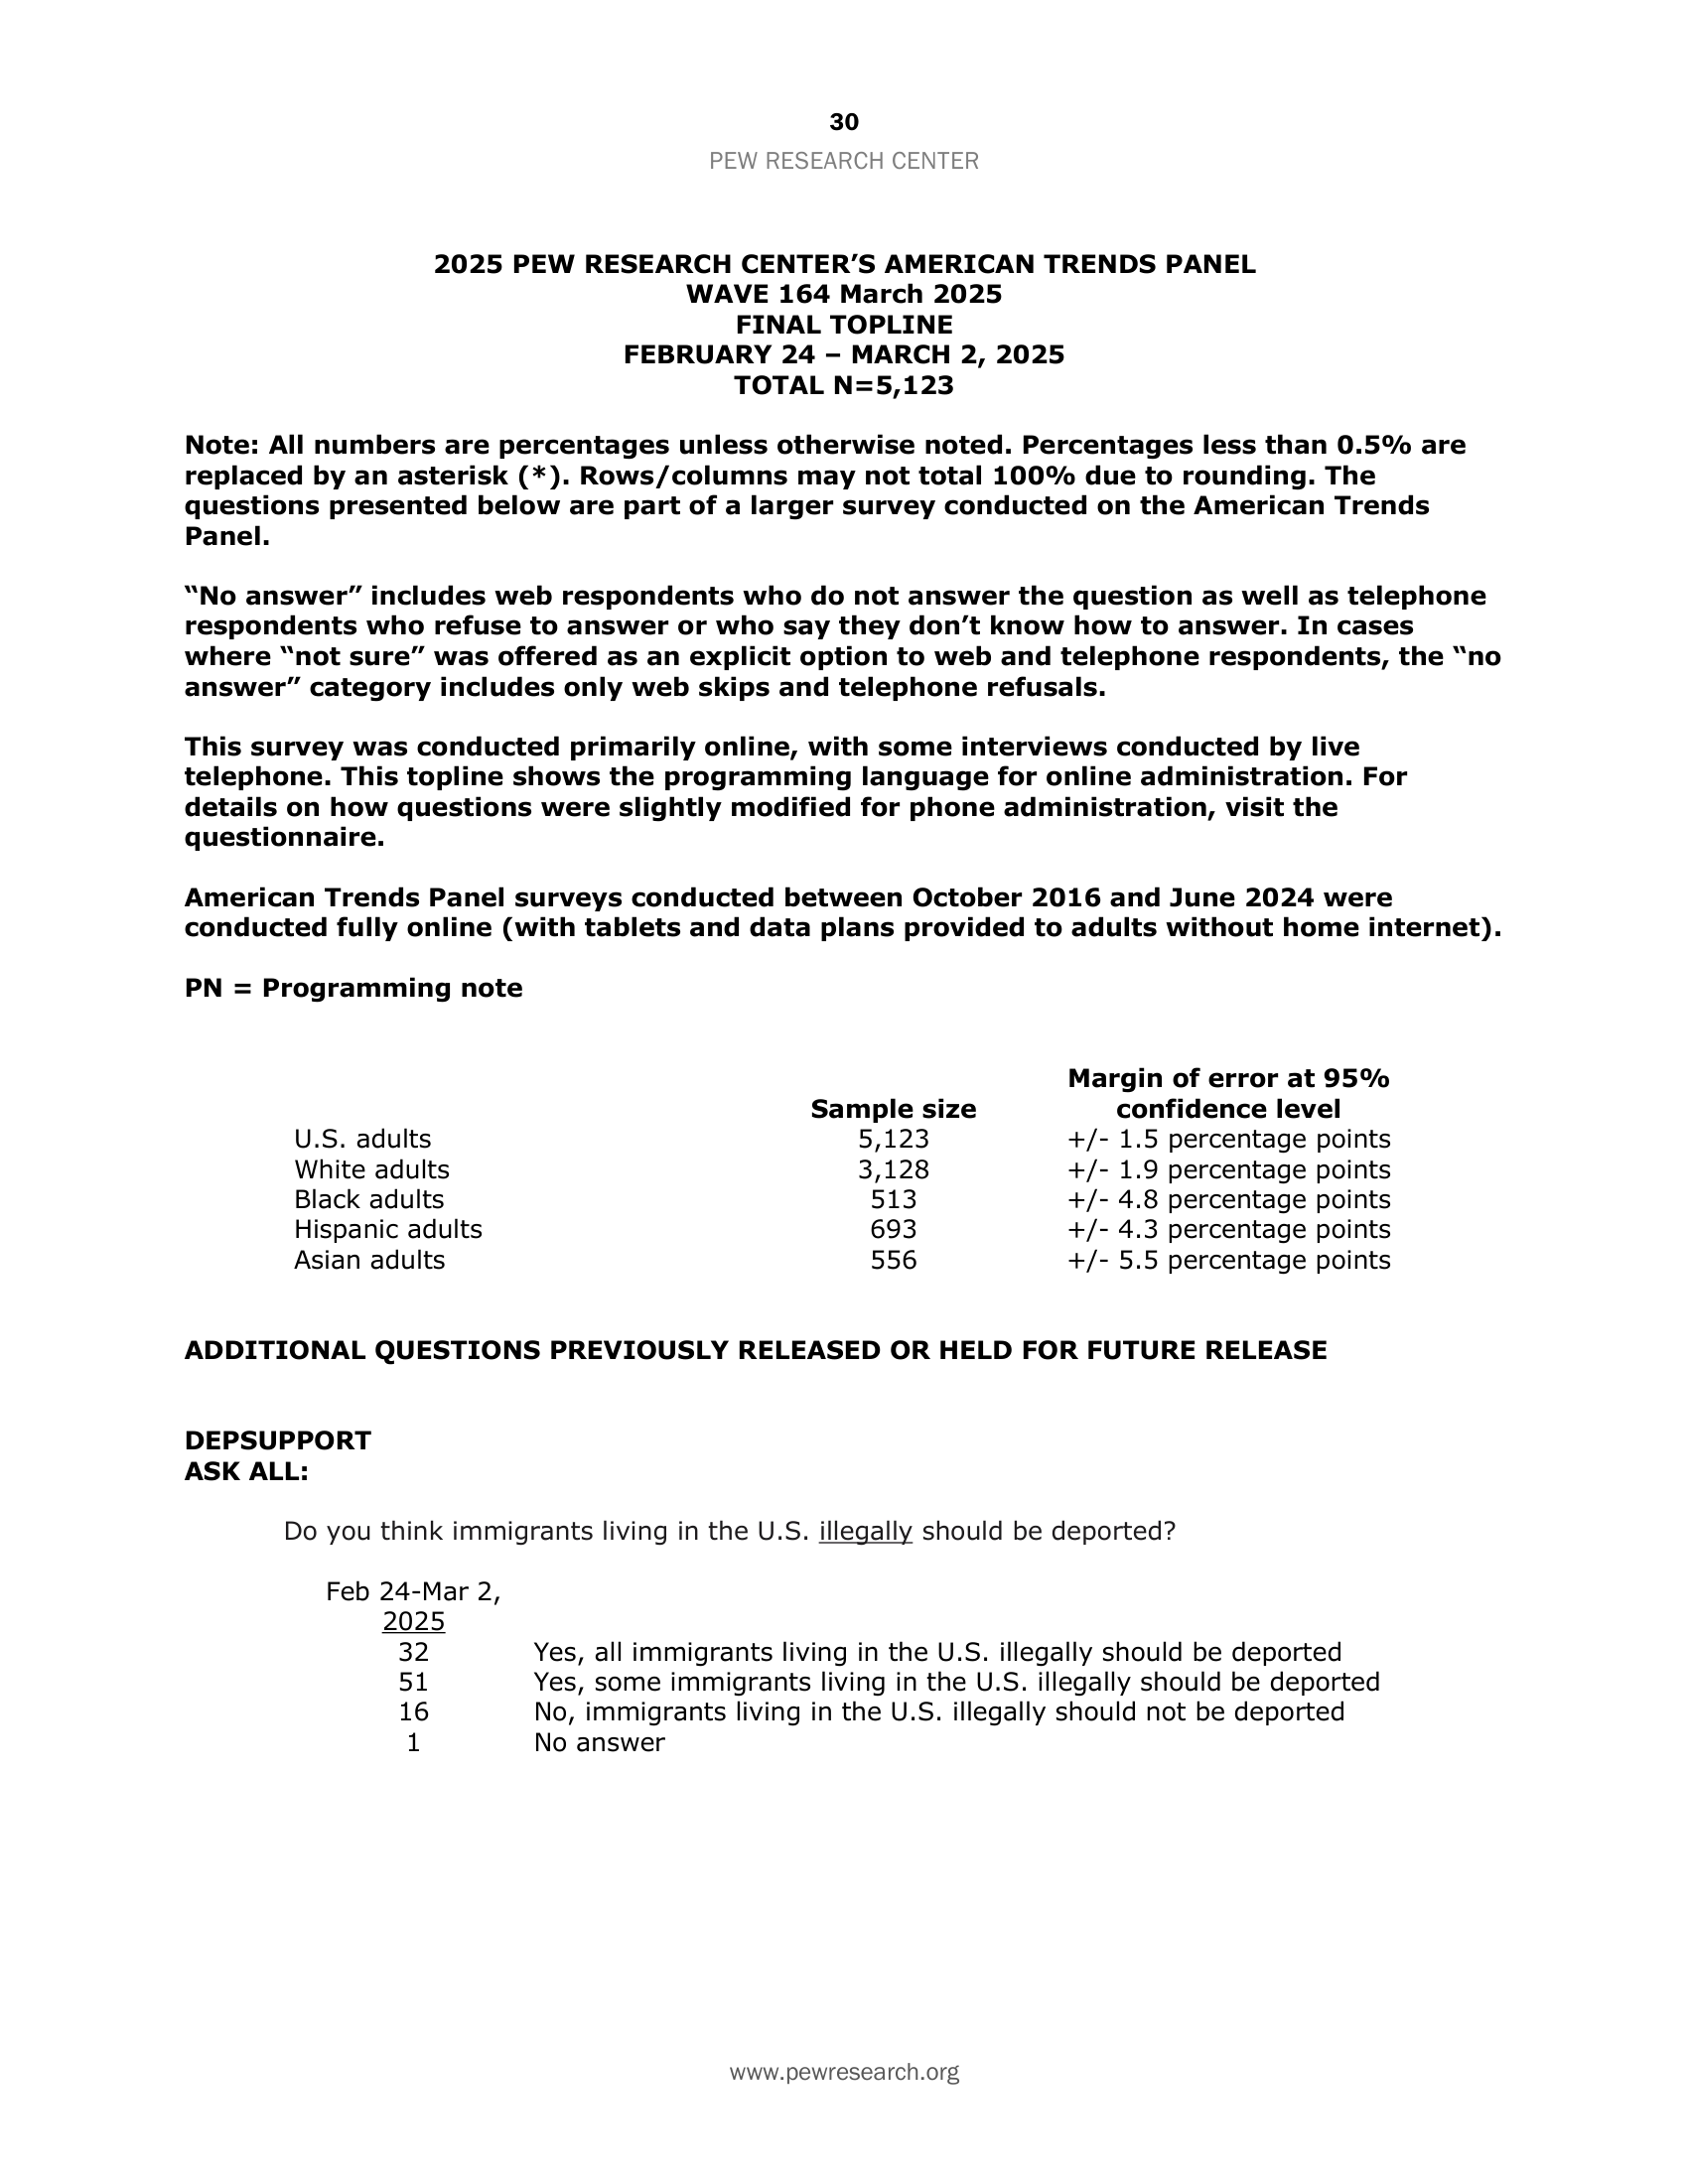 30
PEW RESEARCH CENTER
2025 PEW RESEARCH CENTER’S AMERICAN TRENDS PANEL
WAVE 164 March 2025
FINAL TOPLINE
FEBRUARY 24 – MARCH 2, 2025
TOTAL N=5,123
Note: All numbers are percentages unless otherwise noted. Percentages less than 0.5% are
replaced by an asterisk (*). Rows/columns may not total 100% due to rounding. The
questions presented below are part of a larger survey conducted on the American Trends
Panel.
“No answer” includes web respondents who do not answer the question as well as telephone
respondents who refuse to answer or who say they don’t know how to answer. In cases
where “not sure” was offered as an explicit option to web and telephone respondents, the “no
answer” category includes only web skips and telephone refusals.
This survey was conducted primarily online, with some interviews conducted by live
telephone. This topline shows the programming language for online administration. For
details on how questions were slightly modified for phone administration, visit the
questionnaire.
American Trends Panel surveys conducted between October 2016 and June 2024 were
conducted fully online (with tablets and data plans provided to adults without home internet).
PN = Programming note
Margin of error at 95%
Sample size confidence level
U.S. adults 5,123 +/- 1.5 percentage points
White adults 3,128 +/- 1.9 percentage points
Black adults 513 +/- 4.8 percentage points
Hispanic adults 693 +/- 4.3 percentage points
Asian adults 556 +/- 5.5 percentage points
ADDITIONAL QUESTIONS PREVIOUSLY RELEASED OR HELD FOR FUTURE RELEASE
DEPSUPPORT
ASK ALL:
Do you think immigrants living in the U.S. illegally should be deported?
Feb 24-Mar 2,
2025
32 Yes, all immigrants living in the U.S. illegally should be deported
51 Yes, some immigrants living in the U.S. illegally should be deported
16 No, immigrants living in the U.S. illegally should not be deported
1 No answer
www.pewresearch.org